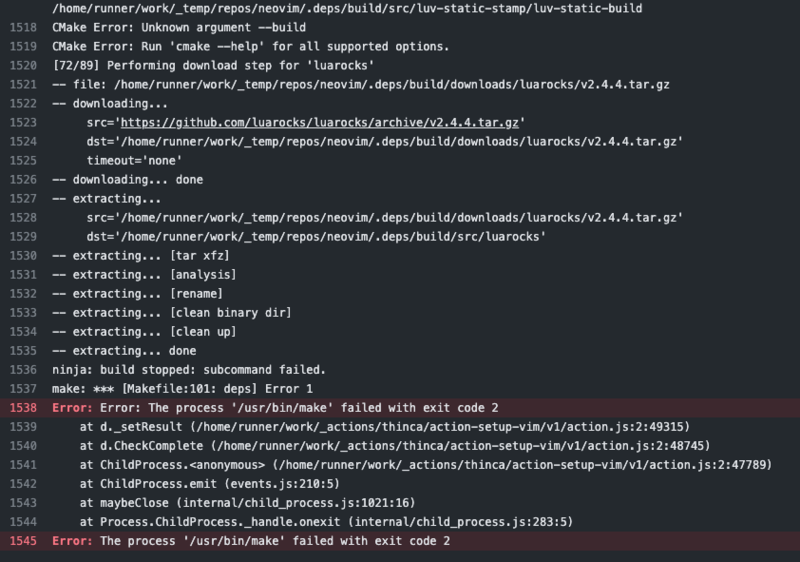 /home/runner/work/_temp/repos/neovim/.deps/build/src/luv-static-stamp/luv-static-build
1518 CMake Error: Unknown argument --build
1519 CMake Error: Run 'cmake --help' for all supported options.
1520 [72/89] Performing download step for 'luarocks'
1521 -- file: /home/runner/work/_temp/repos/neovim/.deps/build/downloads/luarocks/v2.4.4.tar.gz
1522 -- downloading...
1523 src='https://github.com/luarocks/luarocks/archive/v2.4.4.tar.gz'
1524 dst='/home/runner/work/_temp/repos/neovim/.deps/build/downloads/luarocks/v2.4.4.tar.gz'
1525 timeout='none'
1526 -- downloading... done
1527 -- extracting...
1528 src='/home/runner/work/_temp/repos/neovim/.deps/build/downloads/luarocks/v2.4.4.tar.gz'
1529 dst='/home/runner/work/_temp/repos/neovim/.deps/build/src/luarocks'
1530 -- extracting... [tar xfz]
1531 -- extracting... [analysis]
1532 -- extracting... [rename]
1533 -- extracting... [clean binary dir]
1534 -- extracting... [clean up]
1535 -- extracting... done
1536 ninja: build stopped: subcommand failed.
1537 make: *** [Makefile:101: deps] Error 1
1538 Error: Error: The process '/usr/bin/make' failed with exit code 2
1539 at d._setResult (/home/runner/work/_actions/thinca/action-setup-vim/v1/action.js:2:49315)
1540 at d.CheckComplete (/home/runner/work/_actions/thinca/action-setup-vim/v1/action.js:2:48745)
1541 at ChildProcess.<anonymous> (/home/runner/work/_actions/thinca/action-setup-vim/v1/action.js:2:47789)
1542 at ChildProcess.emit (events.js:210:5)
1543 at maybeClose (internal/child_process.js:1021:16)
1544 at Process.ChildProcess._handle.onexit (internal/child_process.js:283:5)
1545 Error: The process '/usr/bin/make' failed with exit code 2